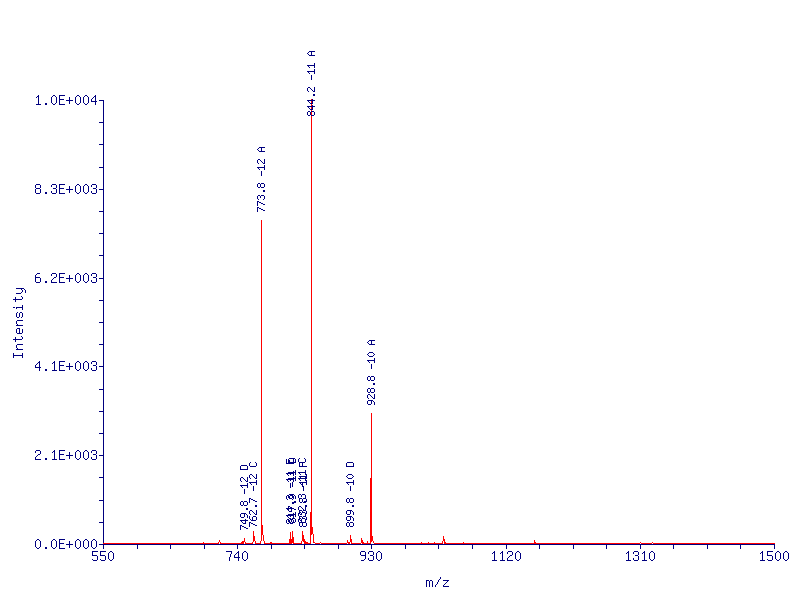 844.2 -11 A
1.0E+004
773.8 -12 A
8.3E+003
6.2E+003
Intensity
928.8 -10 A
4.1E+003
2.1E+003
749.8 -12 D
762.7 -12 C
899.8 -10 D
0.0E+000
550
740
930
1120
1310
1500
m/z